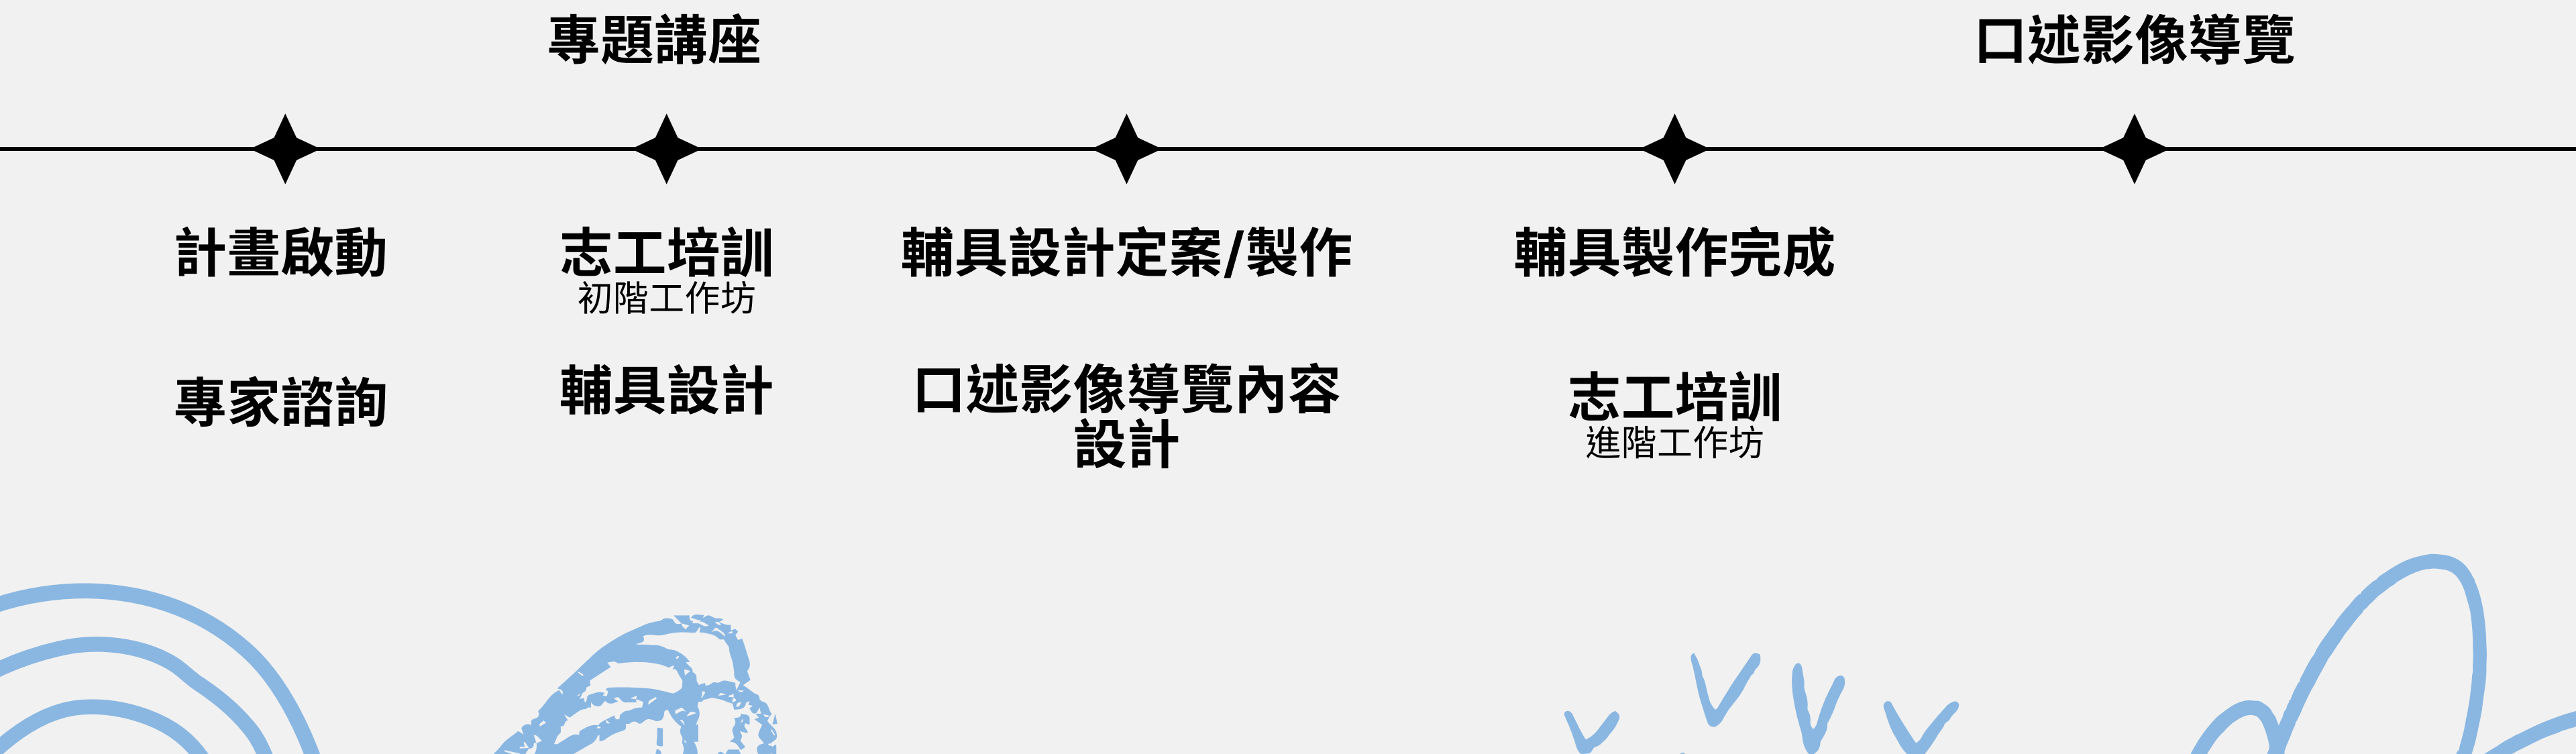 專題講座
口述影像導覽
計畫啟動
志工培訓
輔具設計定案/製作
輔具製作完成
初階工作坊
輔具設計
口述影像導覽內容
設計
專家諮詢
志工培訓
進階工作坊